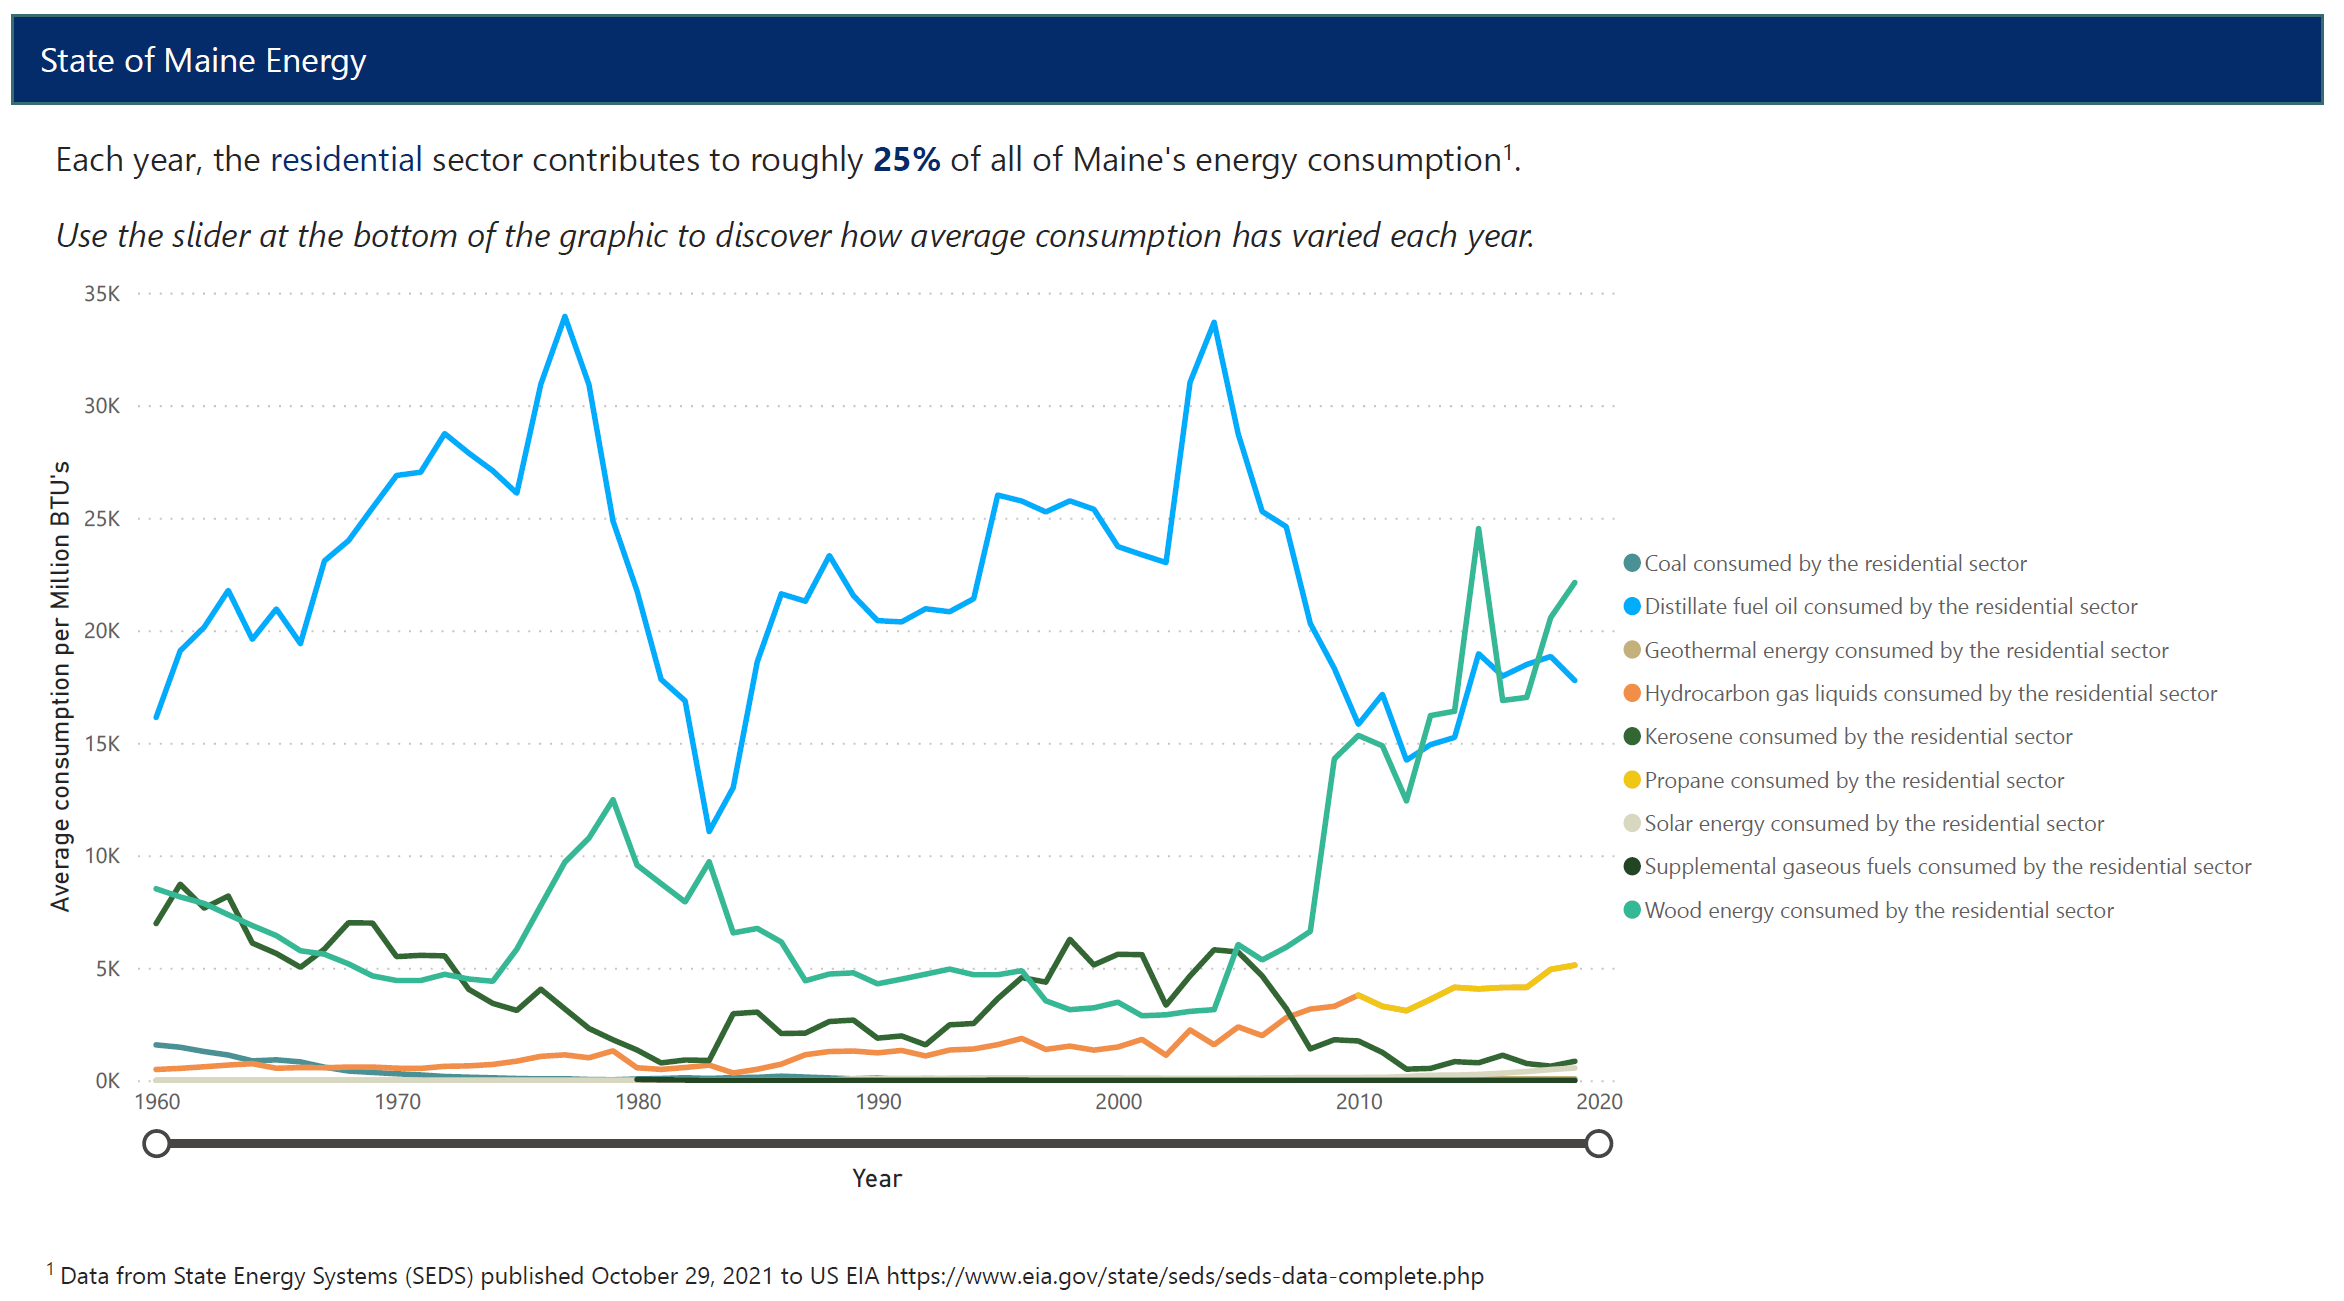 State of Maine Energy
Each year, the residential sector contributes to roughly 25% of all of Maine's energy consumption¹.
Use the slider at the bottom of the graphic to discover how average consumption has varied each year.
Average consumption per Million BTU's
35K
30K
25K
20K
15K
10K
5K
0K
1960 1970 1980 1990 2000 2010 2020
Year
Coal consumed by the residential sector
Distillate fuel oil consumed by the residential sector
Geothermal energy consumed by the residential sector
Hydrocarbon gas liquids consumed by the residential sector
Kerosene consumed by the residential sector
Propane consumed by the residential sector
Solar energy consumed by the residential sector
Supplemental gaseous fuels consumed by the residential sector
Wood energy consumed by the residential sector
¹ Data from State Energy Systems (SEDS) published October 29, 2021 to US EIA https://www.eia.gov/state/seds/seds-data-complete.php